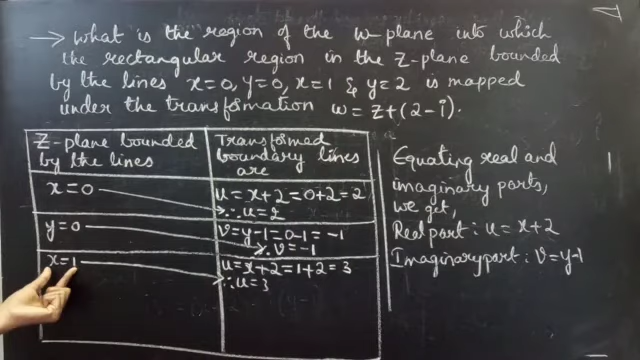 → What is the region of the w-plane into which
the rectangular region in the Z-plane bounded
by the lines x=0, y=0, x=1 & y=2 is mapped
under the transformation w=z+(2-i).
Z-plane bounded by the lines
Transformed boundary lines are
x=0
u=x+2=0+2=2
∴u=2
y=0
v=y-1=0-1=-1
∴v=-1
x=1
u=x+2=1+2=3
∴u=3
Equating real and
imaginary parts,
we get,
Real part: u=x+2
Imaginary part: v=y-1